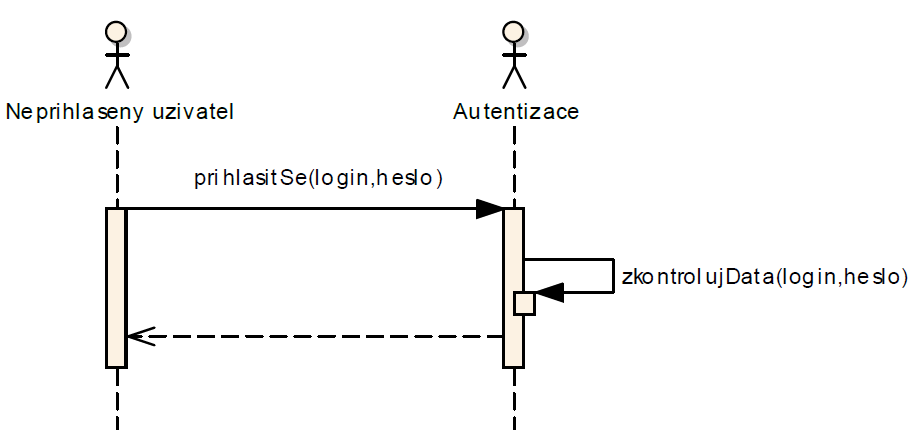 Neprihlaseny uzivatel
Autentizace
prihlasitSe(login,heslo)
zkontrolujData(login,heslo)